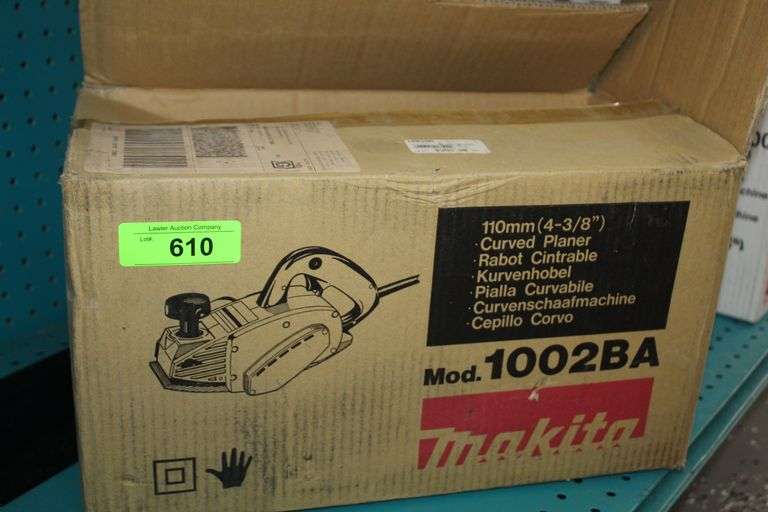 Lawler Auction Company
Lot#:
610
110mm (4-3/8")
·Curved Planer
·Rabot Cintrable
·Kurvenhobel
·Pialla Curvabile
·Curvenschaafmachine
·Cepillo Corvo
Mod. 1002BA
makita